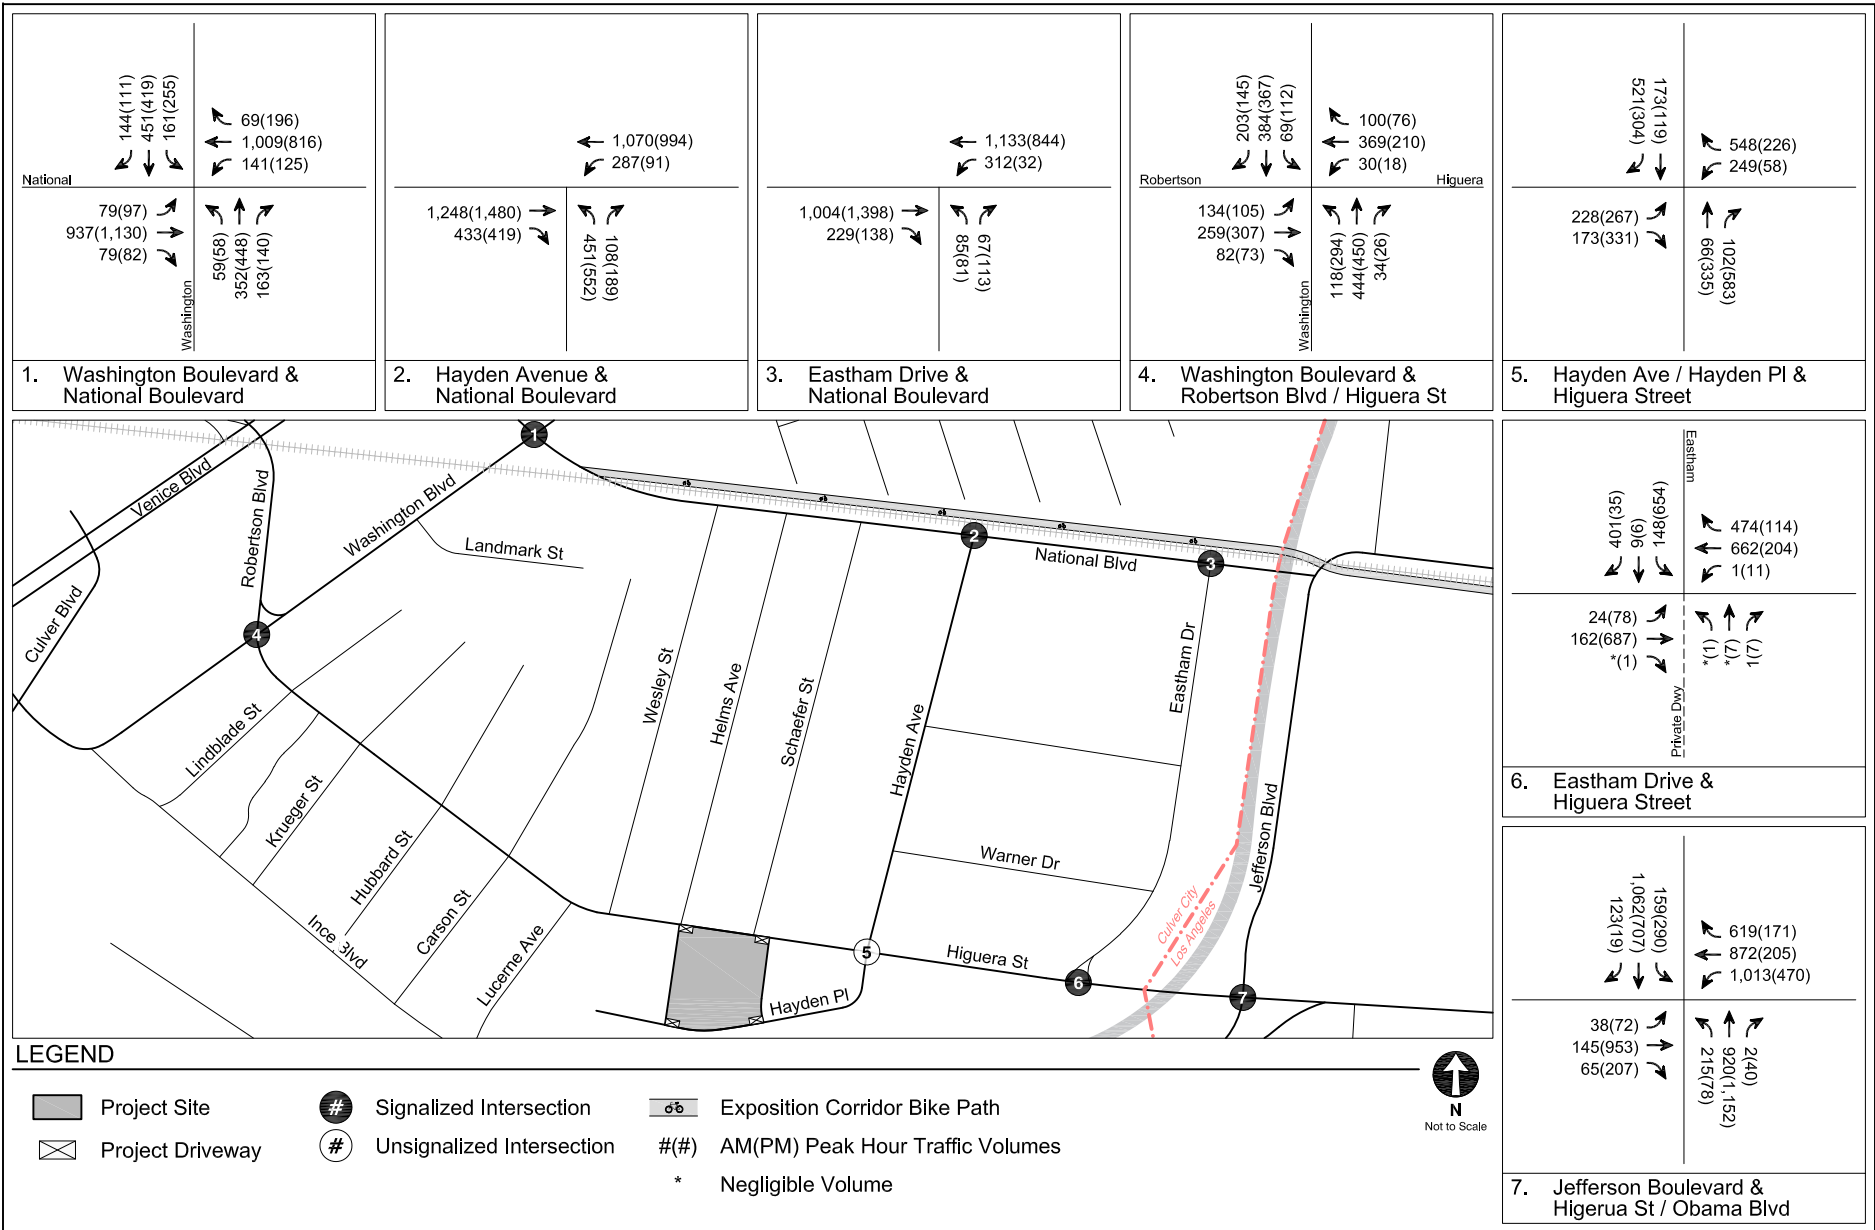 144(111)
451(419)
161(255)
69(196)
1,009(816)
141(125)
National
79(97)
937(1,130)
79(82)
59(58)
352(448)
163(140)
Washington
1. Washington Boulevard &
National Boulevard
1,070(994)
287(91)
1,248(1,480)
433(419)
451(552)
108(189)
2. Hayden Avenue &
National Boulevard
1,133(844)
312(32)
1,004(1,398)
229(138)
85(81)
67(113)
3. Eastham Drive &
National Boulevard
203(145)
384(367)
69(112)
100(76)
369(210)
30(18)
Robertson
Higuera
134(105)
259(307)
82(73)
118(294)
444(450)
34(26)
Washington
4. Washington Boulevard &
Robertson Blvd / Higuera St
521(304)
173(119)
548(226)
249(58)
228(267)
173(331)
66(335)
102(583)
5. Hayden Ave / Hayden Pl &
Higuera Street
Eastham
401(35)
9(6)
148(654)
474(114)
662(204)
1(11)
24(78)
162(687)
*(1)
*(1)
*(7)
1(7)
Private Dwy
6. Eastham Drive &
Higuera Street
123(19)
1,062(707)
159(290)
619(171)
872(205)
1,013(470)
38(72)
145(953)
65(207)
215(78)
920(1,152)
2(40)
7. Jefferson Boulevard &
Higerua St / Obama Blvd
1
2
3
4
5
6
7
Venice Blvd
Robertson Blvd
Washington Blvd
Landmark St
National Blvd
Culver Blvd
Lindblade St
Krueger St
Hubbard St
Carson St
Ince Blvd
Lucerne Ave
Wesley St
Helms Ave
Schaefer St
Hayden Ave
Eastham Dr
Warner Dr
Jefferson Blvd
Culver City
Los Angeles
Higuera St
Hayden Pl
LEGEND
Project Site
Project Driveway
# Signalized Intersection
# Unsignalized Intersection
Exposition Corridor Bike Path
#(#) AM(PM) Peak Hour Traffic Volumes
* Negligible Volume
N
Not to Scale